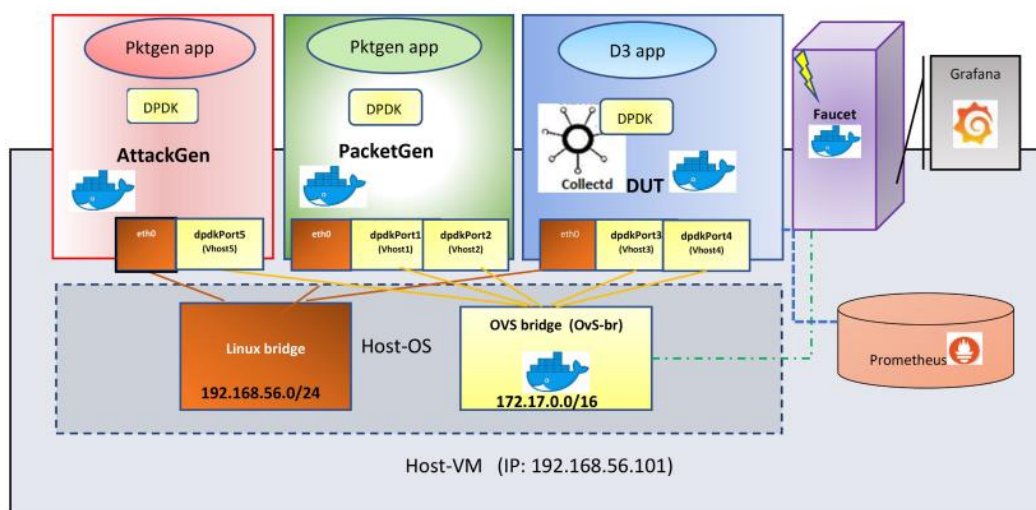 Pktgen app
DPDK
AttackGen
eth0
dpdkPort5
(Vhost5)
Pktgen app
DPDK
PacketGen
eth0
dpdkPort1
(Vhost1)
dpdkPort2
(Vhost2)
D3 app
DPDK
Collectd
DUT
eth0
dpdkPort3
(Vhost3)
dpdkPort4
(Vhost4)
Faucet
Grafana
Linux bridge
192.168.56.0/24
Host-OS
OVS bridge (OvS-br)
172.17.0.0/16
Prometheus
Host-VM (IP: 192.168.56.101)